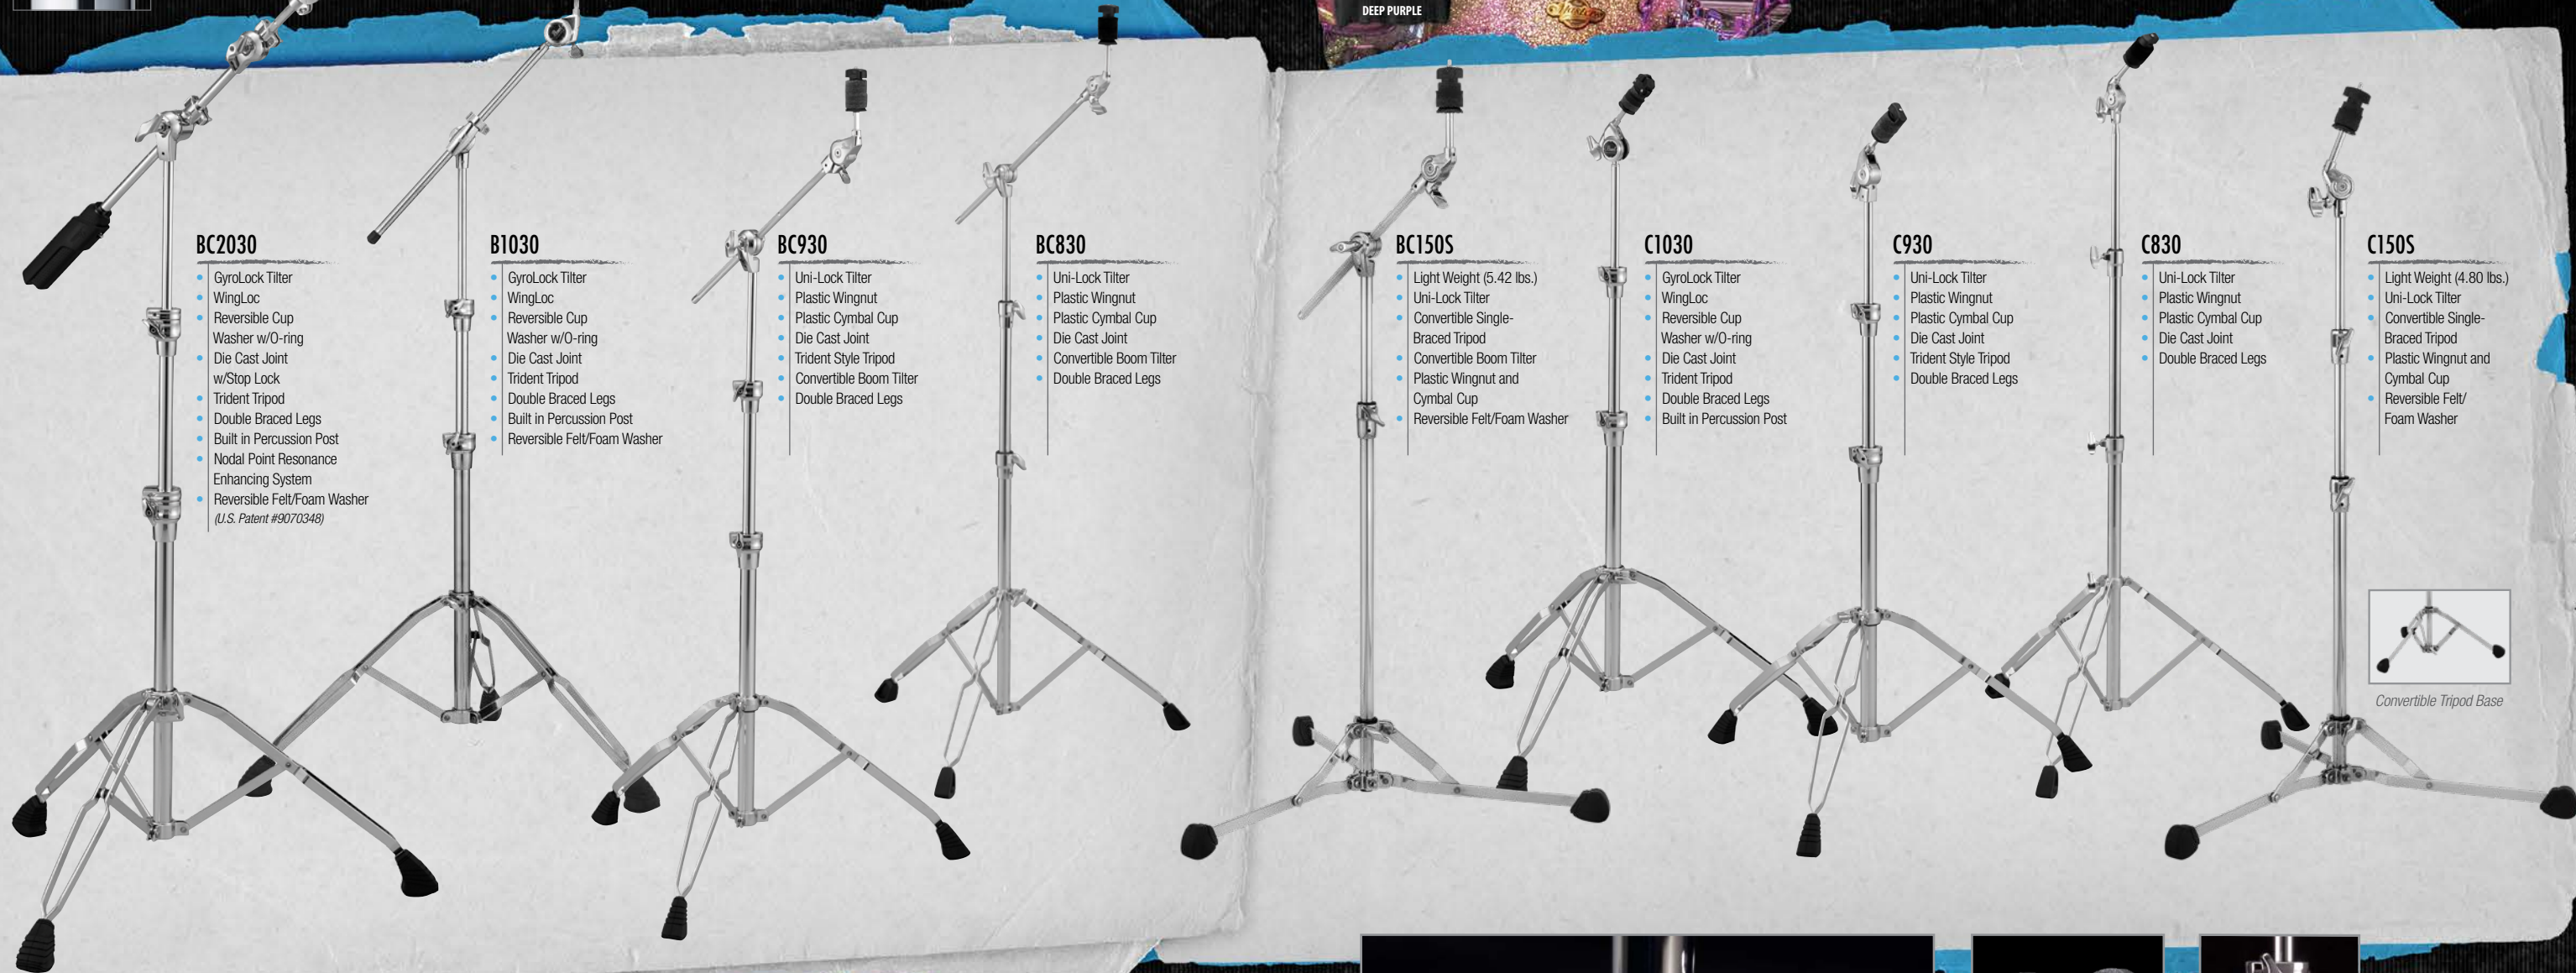 DEEP PURPLE
BC2030
GyroLock Tilter
WingLoc
Reversible Cup
Washer w/O-ring
Die Cast Joint
w/Stop Lock
Trident Tripod
Double Braced Legs
Built in Percussion Post
Nodal Point Resonance
Enhancing System
Reversible Felt/Foam Washer
(U.S. Patent #9070348)
B1030
GyroLock Tilter
WingLoc
Reversible Cup
Washer w/O-ring
Die Cast Joint
Trident Tripod
Double Braced Legs
Built in Percussion Post
Reversible Felt/Foam Washer
BC930
Uni-Lock Tilter
Plastic Wingnut
Plastic Cymbal Cup
Die Cast Joint
Trident Style Tripod
Convertible Boom Tilter
Double Braced Legs
BC830
Uni-Lock Tilter
Plastic Wingnut
Plastic Cymbal Cup
Die Cast Joint
Convertible Boom Tilter
Double Braced Legs
BC150S
Light Weight (5.42 lbs.)
Uni-Lock Tilter
Convertible Single-
Braced Tripod
Convertible Boom Tilter
Plastic Wingnut and
Cymbal Cup
Reversible Felt/Foam Washer
C1030
GyroLock Tilter
WingLoc
Reversible Cup
Washer w/O-ring
Die Cast Joint
Trident Tripod
Double Braced Legs
Built in Percussion Post
C930
Uni-Lock Tilter
Plastic Wingnut
Plastic Cymbal Cup
Die Cast Joint
Trident Style Tripod
Double Braced Legs
C830
Uni-Lock Tilter
Plastic Wingnut
Plastic Cymbal Cup
Die Cast Joint
Double Braced Legs
C150S
Light Weight (4.80 lbs.)
Uni-Lock Tilter
Convertible Single-
Braced Tripod
Plastic Wingnut and
Cymbal Cup
Reversible Felt/
Foam Washer
Convertible Tripod Base